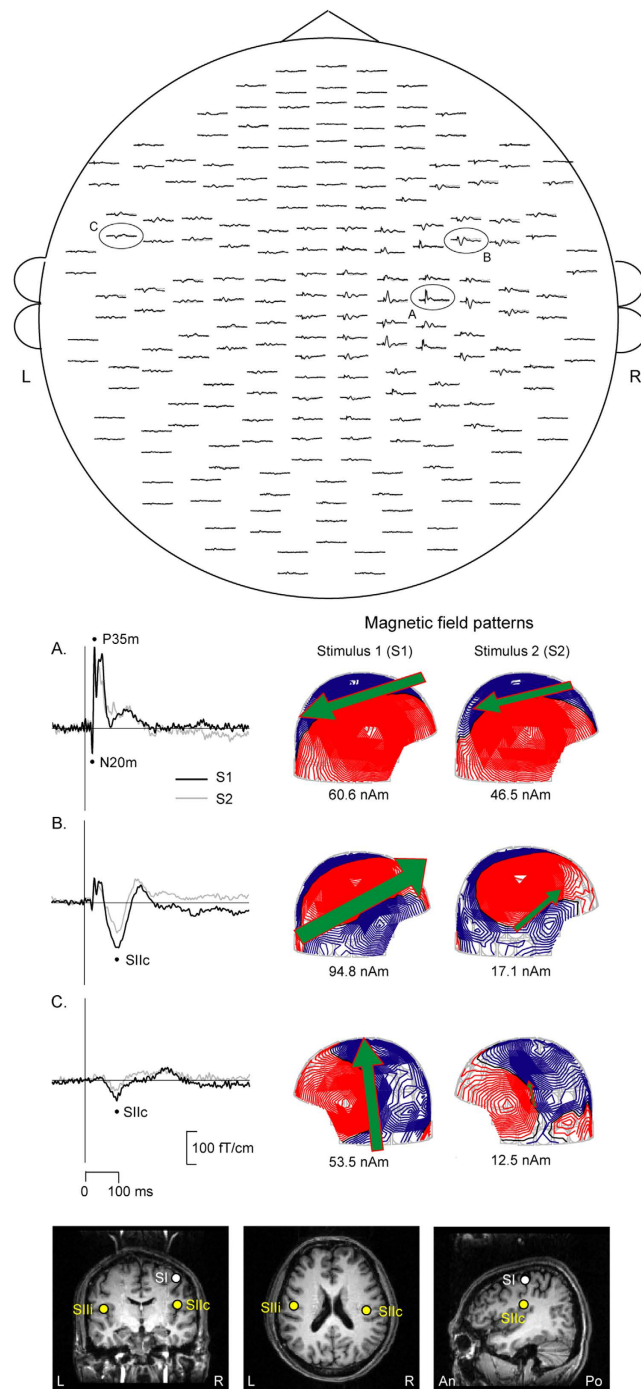 C
B
A
L
R
Magnetic field patterns
A.
P35m
Stimulus 1 (S1)
Stimulus 2 (S2)
N20m
S1
S2
60.6 nAm
46.5 nAm
B.
SIIc
94.8 nAm
17.1 nAm
C.
SIIc
100 fT/cm
53.5 nAm
12.5 nAm
0
100 ms
SI
SIIi
SIIc
L
R
SIIi
SIIc
L
R
SI
SIIc
An
Po